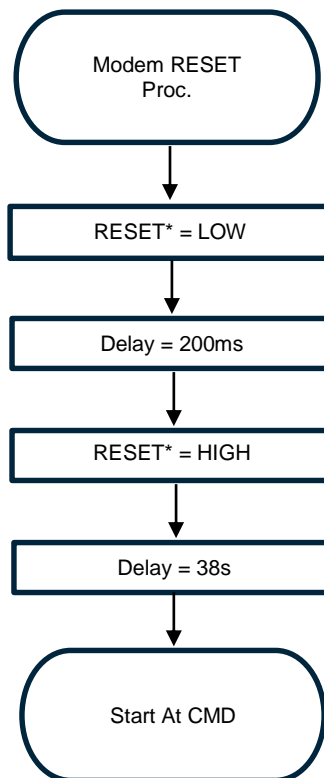 Modem RESET
Proc.
RESET* = LOW
Delay = 200ms
RESET* = HIGH
Delay = 38s
Start At CMD